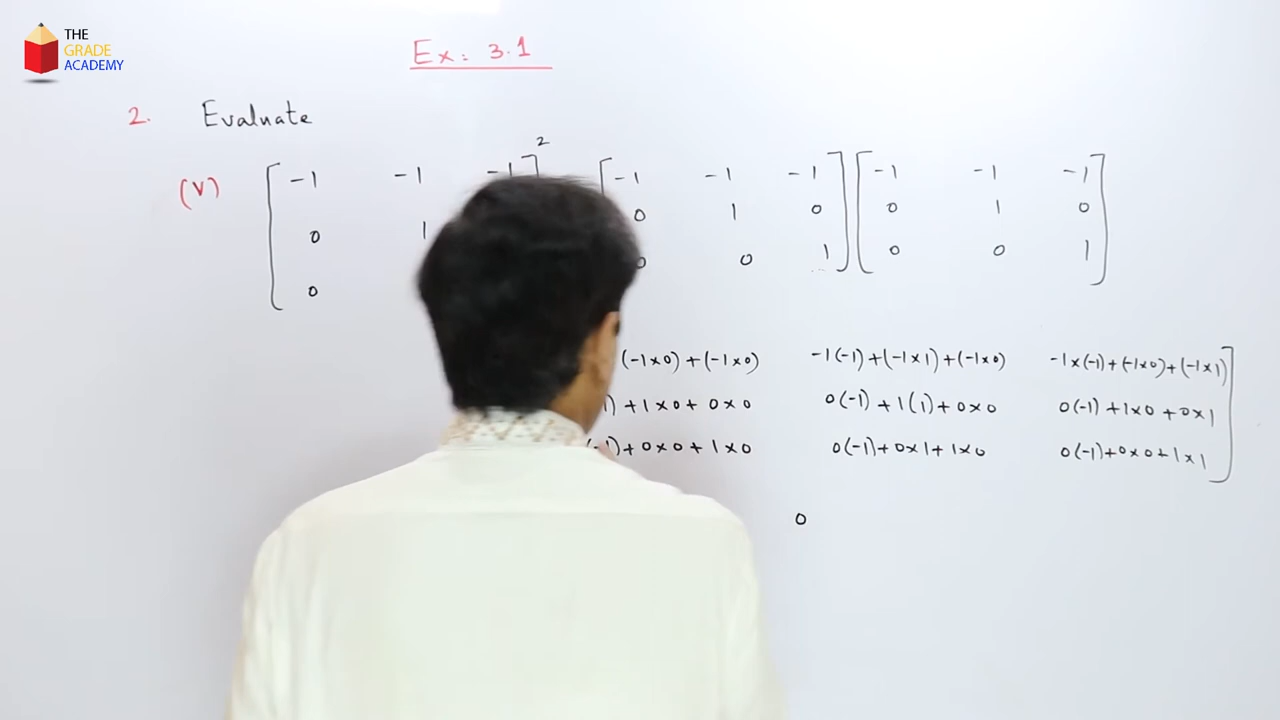 THE
GRADE
ACADEMY
Ex: 3.1
2. Evaluate
(V) [ -1 -1 -1 ]² [ -1 -1 -1 ] [ -1 -1 -1 ]
0 1 0 1 0 0 1 0
0 0 0 1 0 0 1
(-1×0) + (-1×0) -1(-1) + (-1×1) + (-1×0) -1×(-1) + (-1×0) + (-1×1) ]
) + 1×0 + 0×0 0(-1) + 1(1) + 0×0 0(-1) + 1×0 + 0×1
) + 0×0 + 1×0 0(-1) + 0×1 + 1×0 0(-1) + 0×0 + 1×1
0